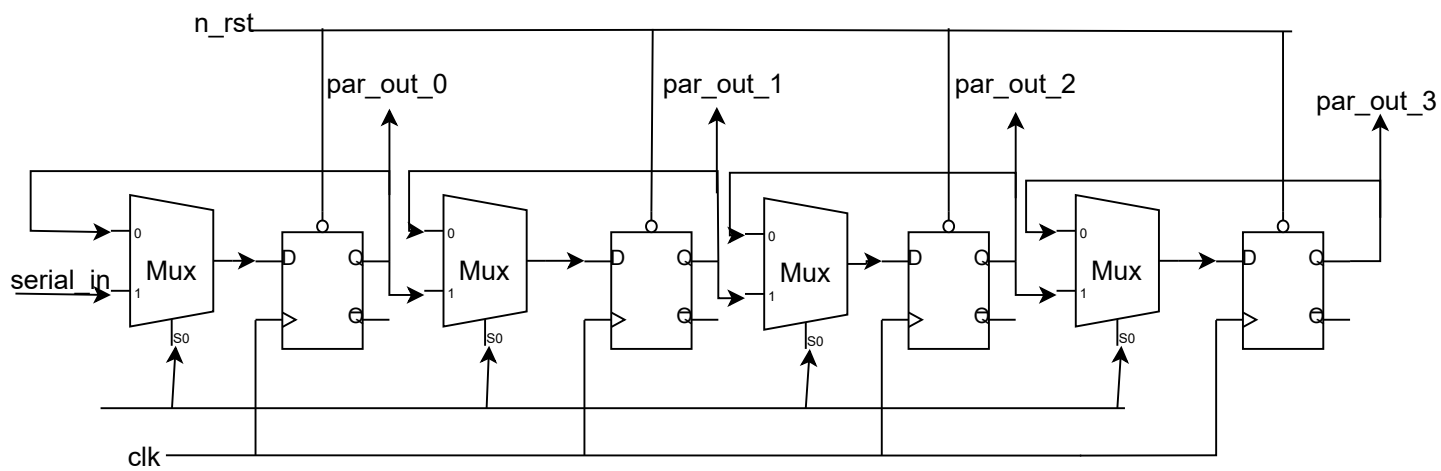 n_rst
par_out_0
par_out_1
par_out_2
par_out_3
serial_in
0
1
Mux
S0
D
Q
Q
0
1
Mux
S0
D
Q
Q
0
1
Mux
S0
D
Q
Q
0
1
Mux
S0
D
Q
Q
clk